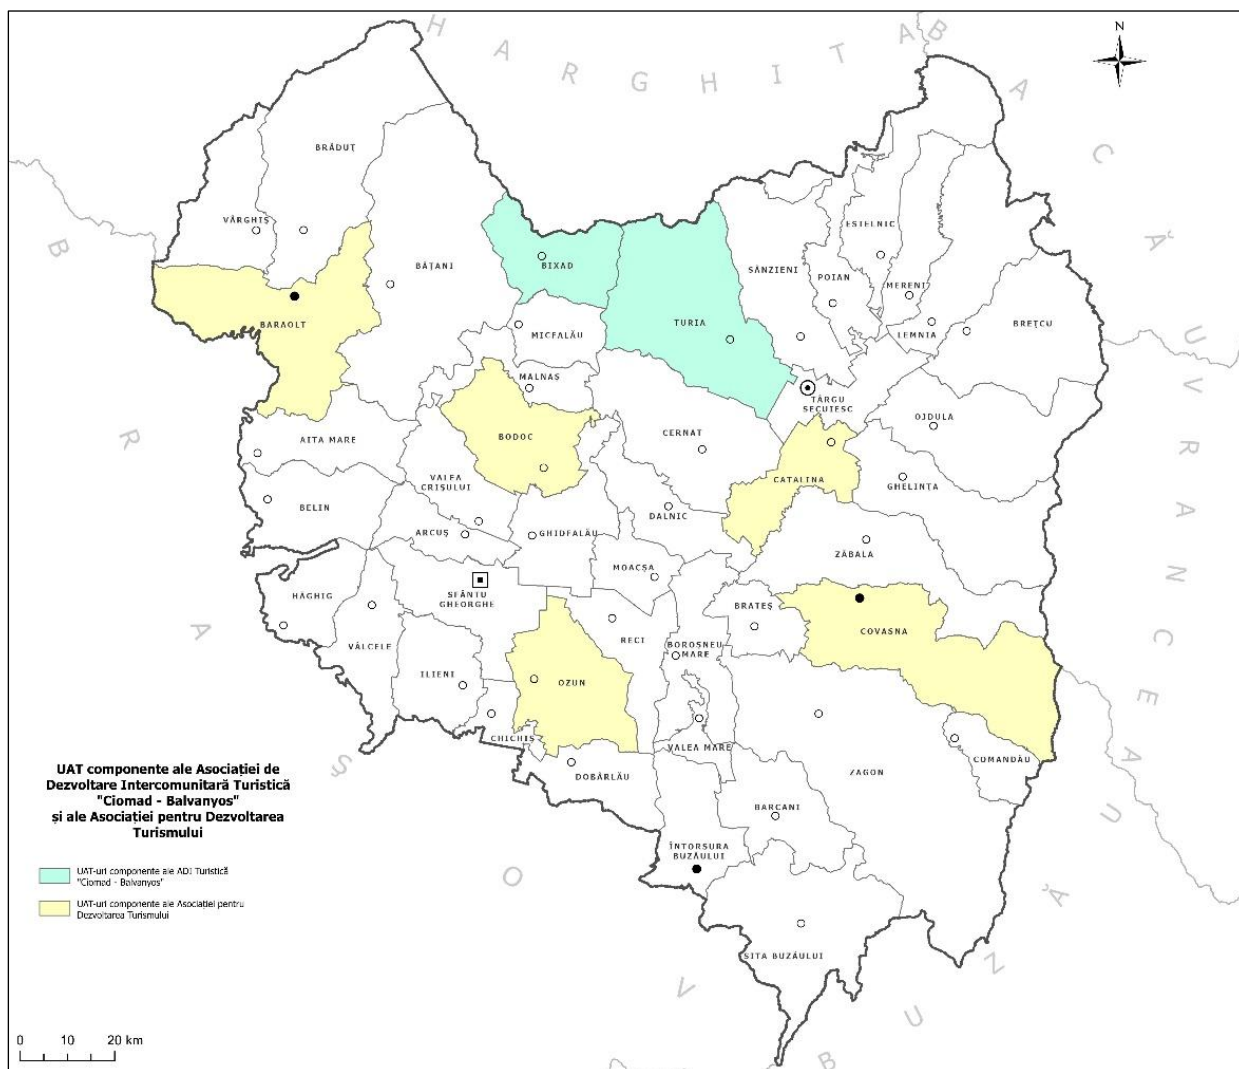 N
HARGHITA
BACĂU
VRANCEA
BUZĂU
BRAȘOV
BRĂDUȚ
VÂRGHIȘ
BĂȚANI
BIXAD
ESTELNIC
SÂNZIENI
POIAN
MERENI
BARAOLT
MICFALĂU
TURIA
LEMNIA
BREȚCU
MALNAȘ
TÂRGU
SECUIESC
OJDULA
AITA MARE
BODOC
CERNAT
VALEA
CRIȘULUI
CATALINA
GHELINȚA
BELIN
DALNIC
ARCUȘ
GHIDFALĂU
ZĂBALA
MOACȘA
HĂGHIG
SFÂNTU
GHEORGHE
BRATEȘ
COVASNA
VÂLCELE
RECI
BOROSNEU
MARE
ILIENI
OZUN
CHICHIȘ
VALEA MARE
COMANDĂU
DOBÂRLĂU
ZAGON
BARCANI
ÎNTORSURA
BUZĂULUI
SITA BUZĂULUI
UAT componente ale Asociației de
Dezvoltare Intercomunitară Turistică
"Ciomad - Balvanyos"
și ale Asociației pentru Dezvoltarea
Turismului
UAT-uri componente ale ADI Turistică
"Ciomad - Balvanyos"
UAT-uri componente ale Asociației pentru
Dezvoltarea Turismului
0 10 20 km